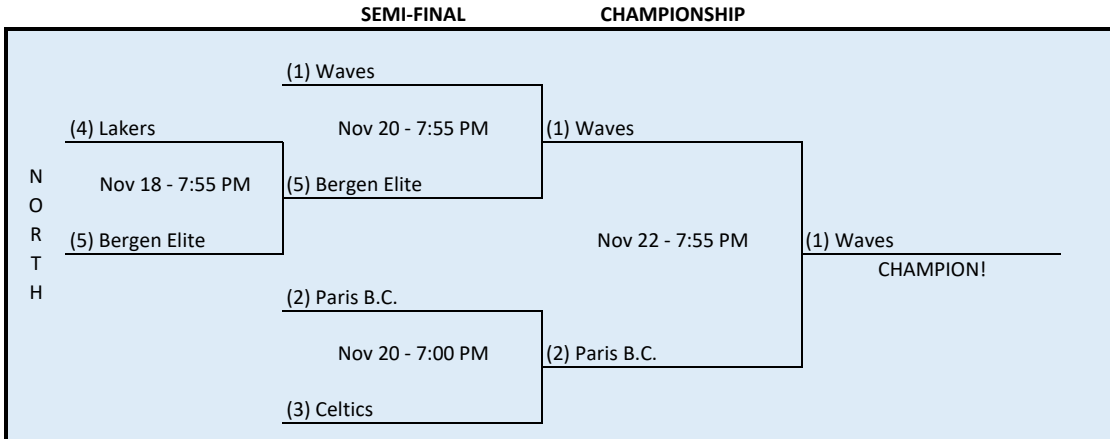 SEMI-FINAL CHAMPIONSHIP
(1) Waves
(4) Lakers Nov 20 - 7:55 PM (1) Waves
NORTH
Nov 18 - 7:55 PM (5) Bergen Elite
(5) Bergen Elite Nov 22 - 7:55 PM (1) Waves
CHAMPION!
(2) Paris B.C.
Nov 20 - 7:00 PM (2) Paris B.C.
(3) Celtics